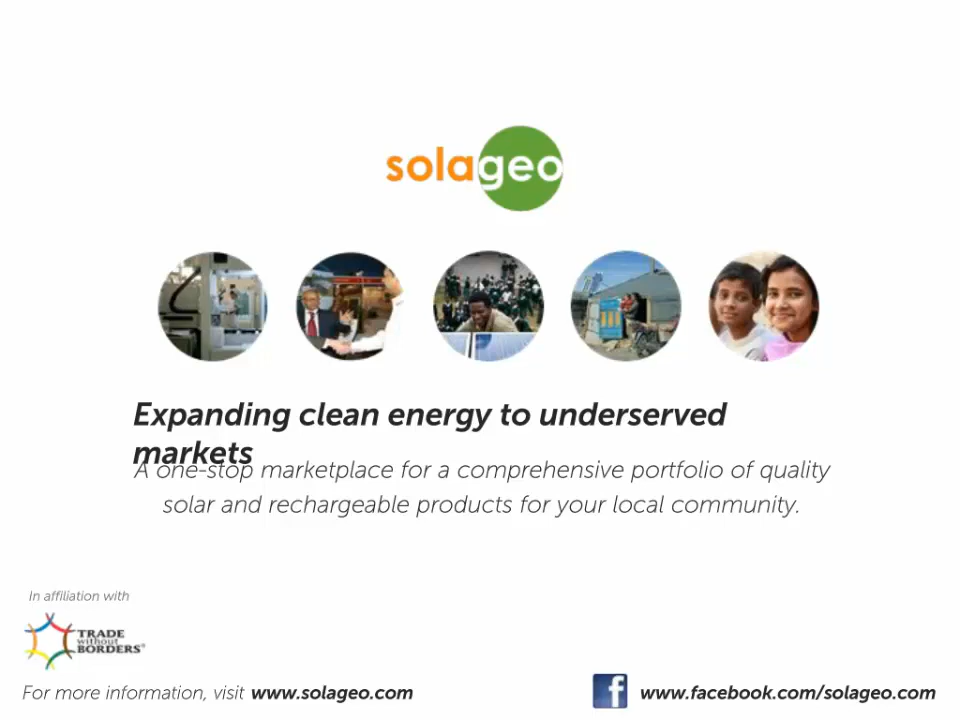 solageo
Expanding clean energy to underserved
markets
A one-stop marketplace for a comprehensive portfolio of quality
solar and rechargeable products for your local community.
In affiliation with
TRADE
without
BORDERS®
For more information, visit www.solageo.com
f www.facebook.com/solageo.com